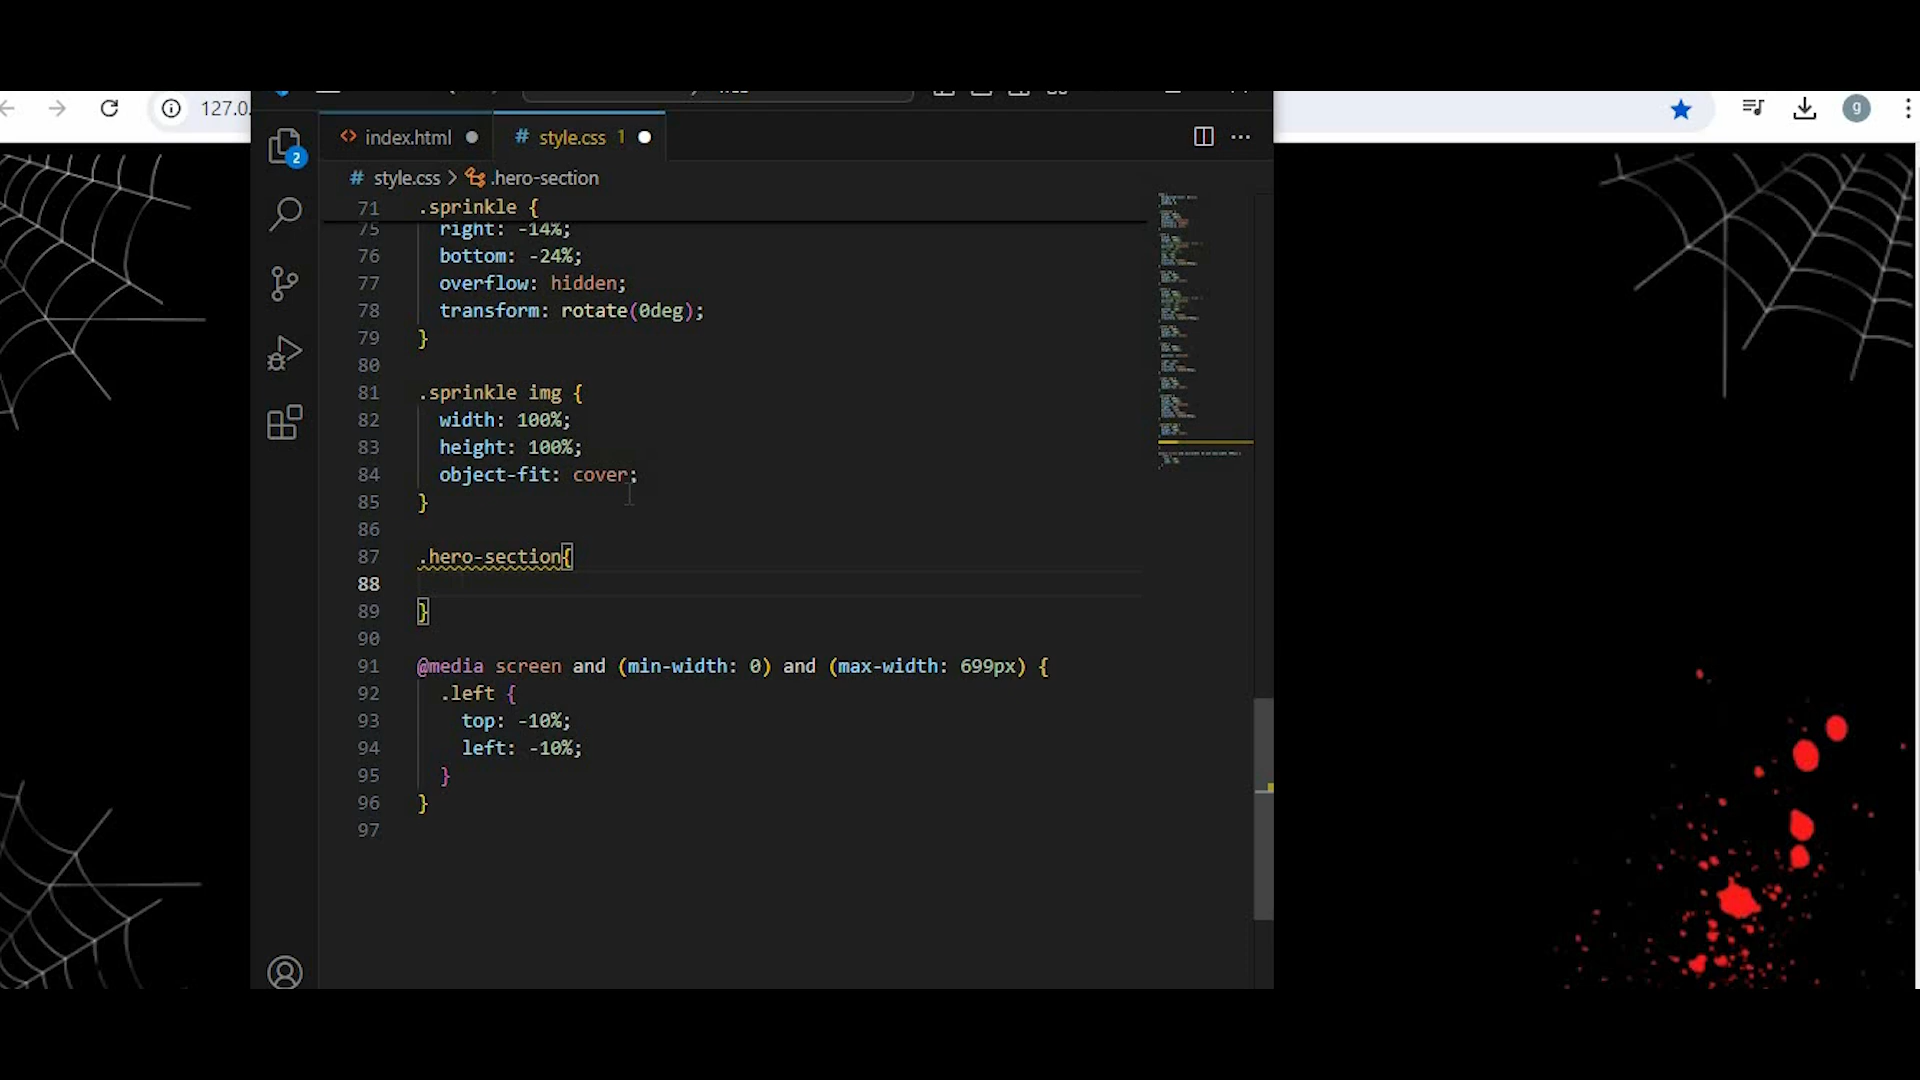 127.0.
g
2
index.html
style.css 1
style.css > .hero-section
71 .sprinkle {
75 right: -14%;
76 bottom: -24%;
77 overflow: hidden;
78 transform: rotate(0deg);
79 }
80
81 .sprinkle img {
82 width: 100%;
83 height: 100%;
84 object-fit: cover;
85 }
86
87 .hero-section{
88
89 }
90
91 @media screen and (min-width: 0) and (max-width: 699px) {
92 .left {
93 top: -10%;
94 left: -10%;
95 }
96 }
97